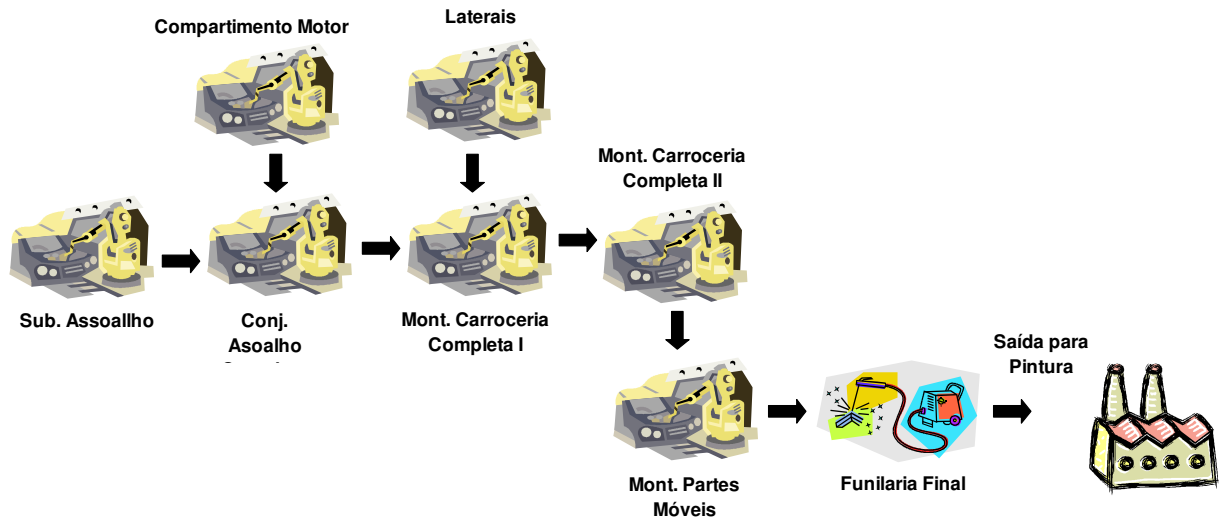 Compartimento Motor
Laterais
Mont. Carroceria
Completa II
Sub. Assoallho
Conj.
Asoalho
Mont. Carroceria
Completa I
Saída para
Pintura
Mont. Partes
Móveis
Funilaria Final